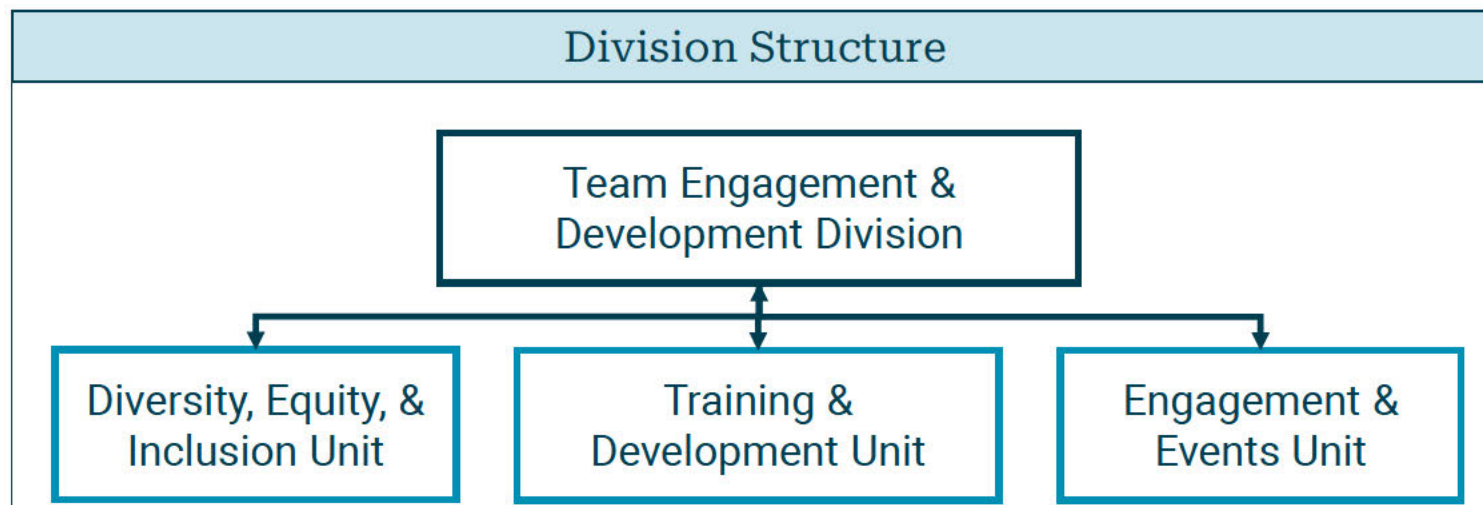 Division Structure
Team Engagement &
Development Division
Diversity, Equity, &
Inclusion Unit
Training &
Development Unit
Engagement &
Events Unit